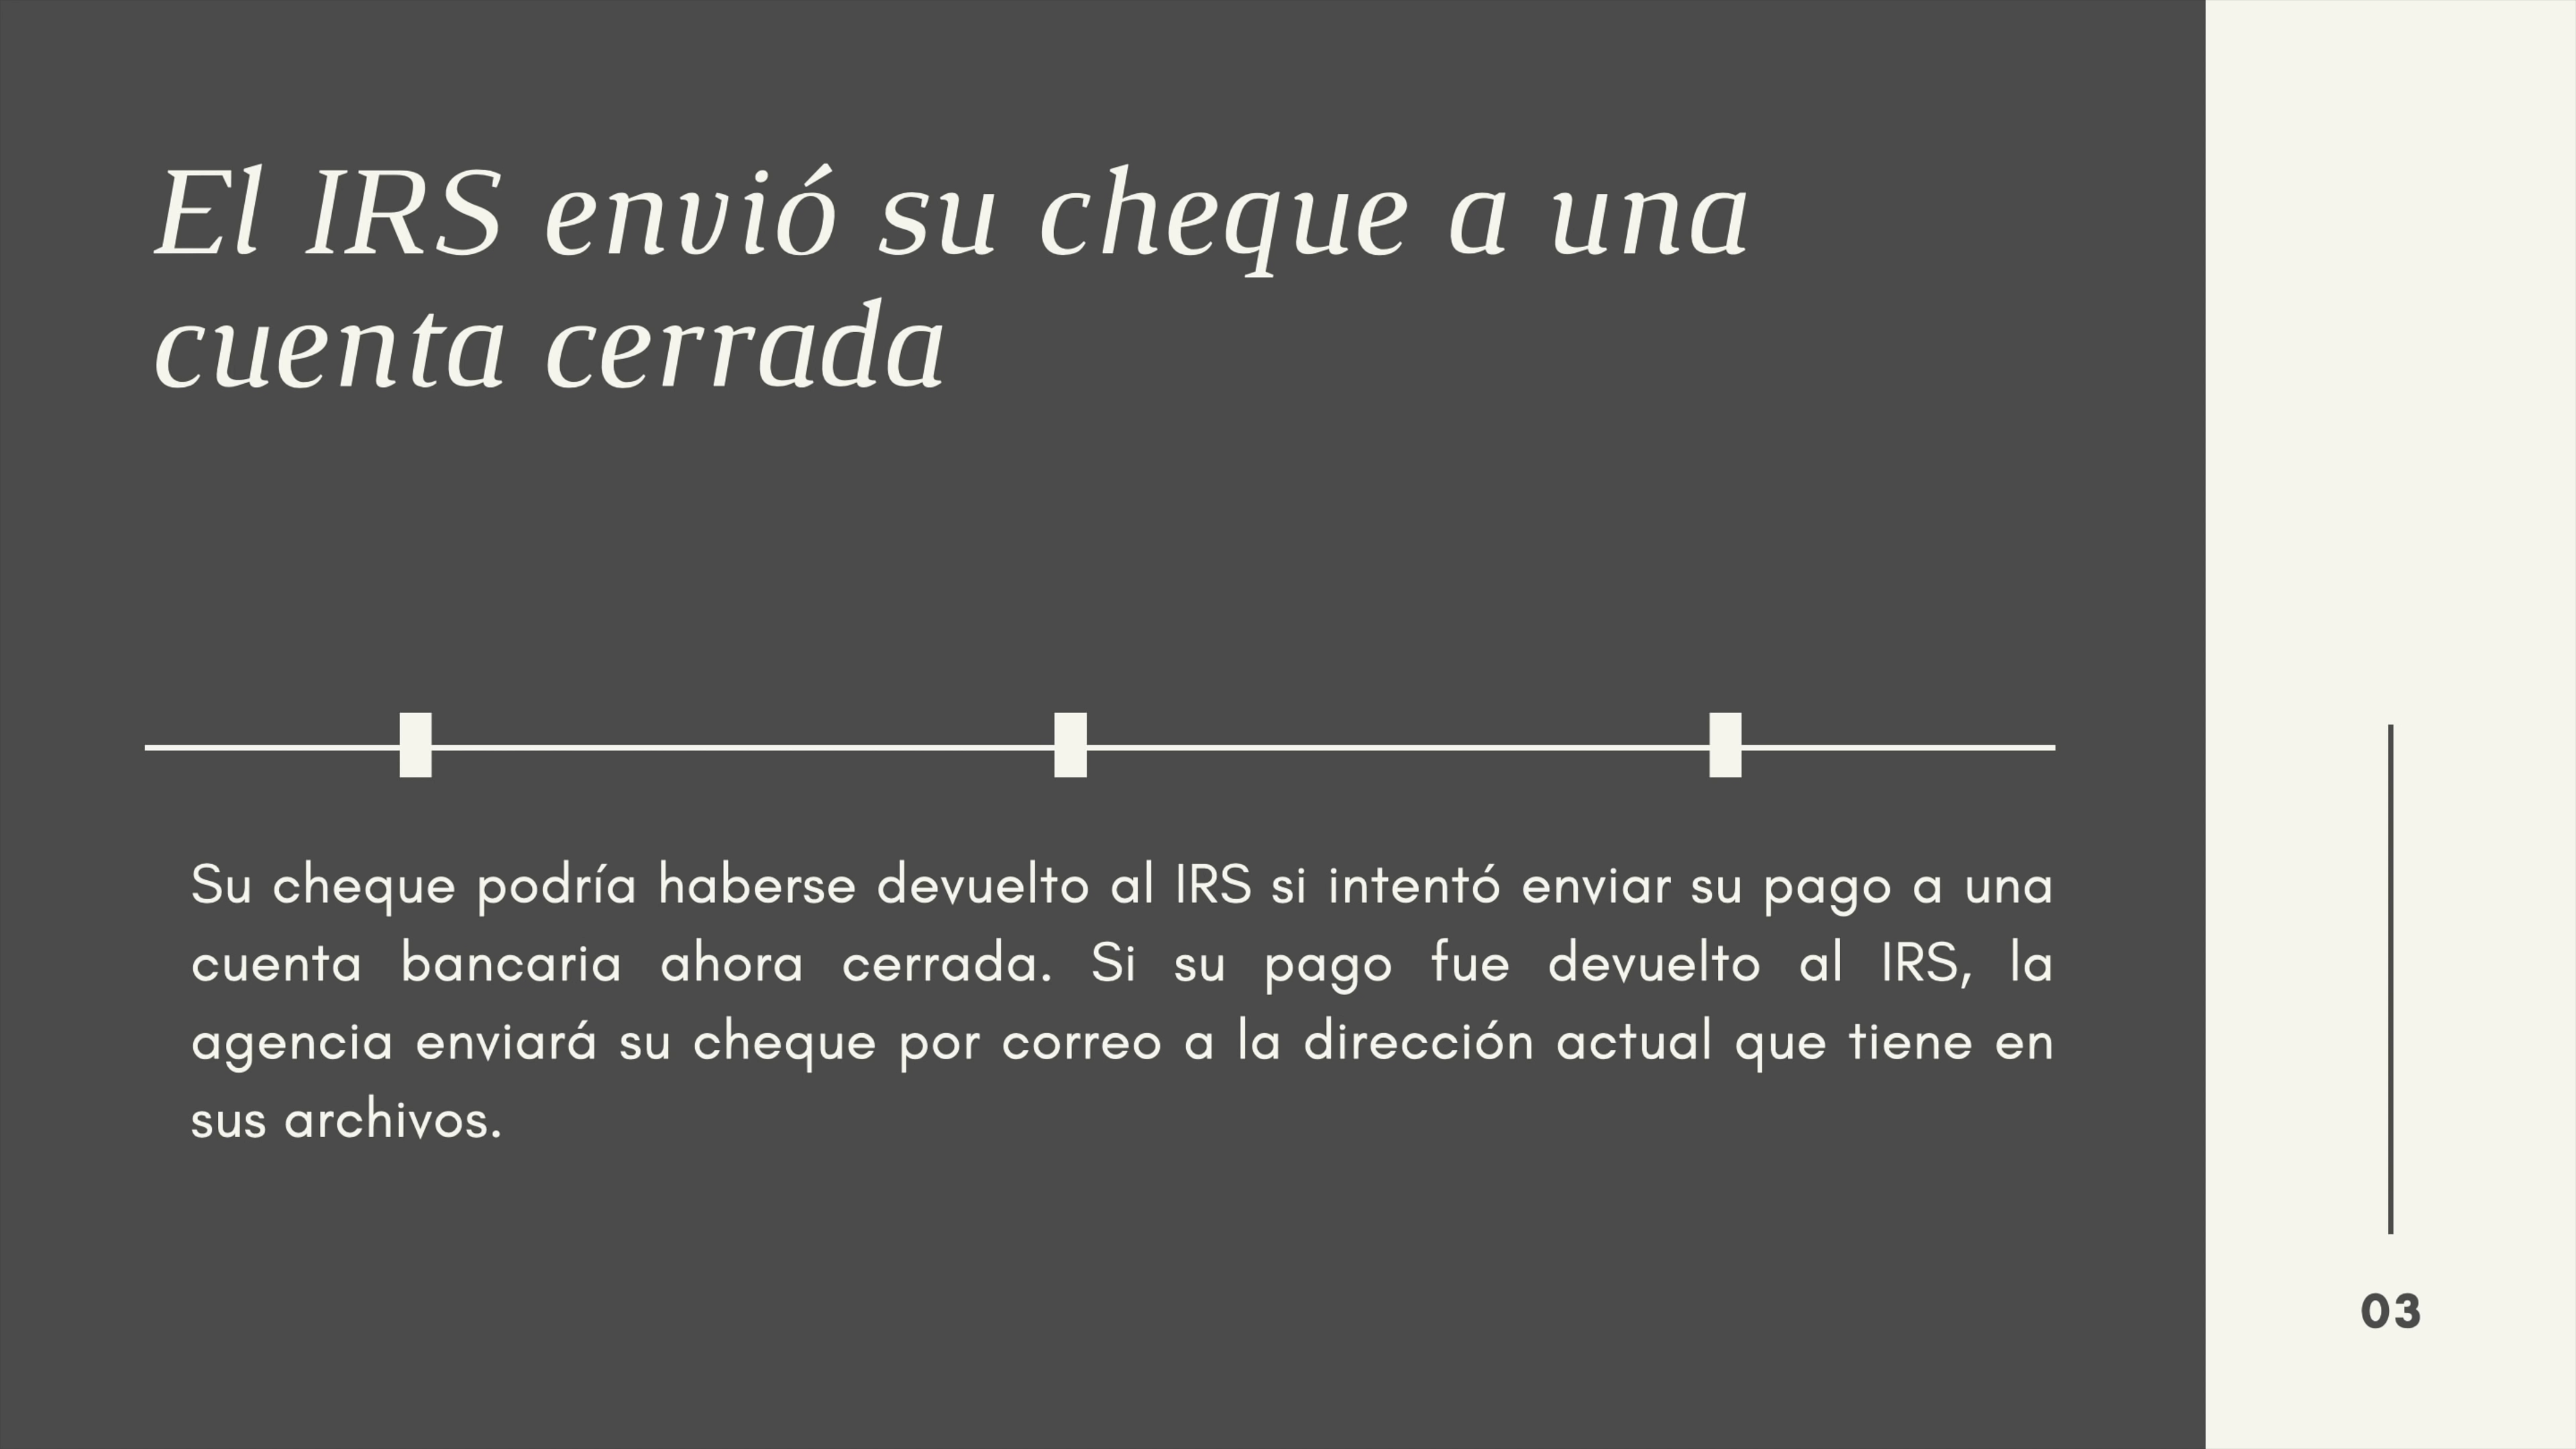 El IRS envió su cheque a una
cuenta cerrada
Su cheque podría haberse devuelto al IRS si intentó enviar su pago a una
cuenta bancaria ahora cerrada. Si su pago fue devuelto al IRS, la
agencia enviará su cheque por correo a la dirección actual que tiene en
sus archivos.
03